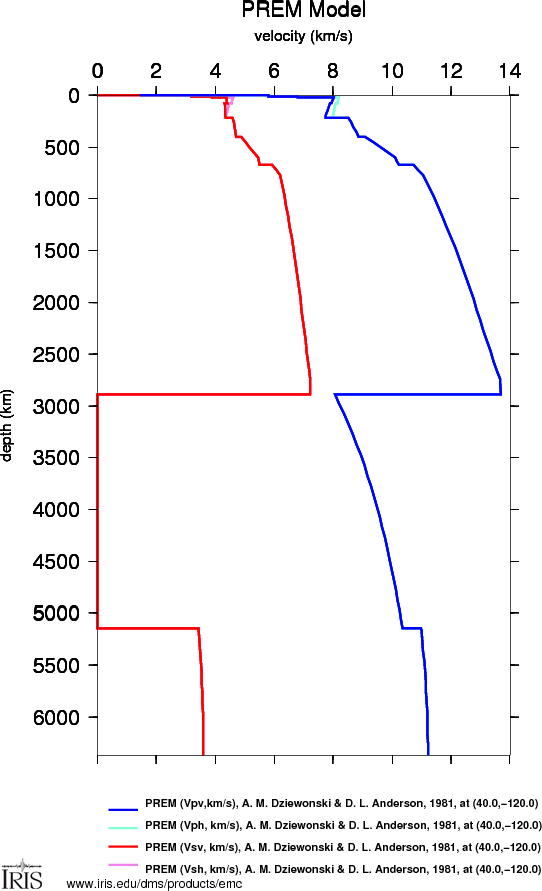 PREM Model
velocity (km/s)
0 2 4 6 8 10 12 14
0
500
1000
1500
2000
2500
3000
3500
4000
4500
5000
5500
6000
depth (km)
PREM (Vpv,km/s), A. M. Dziewonski & D. L. Anderson, 1981, at (40.0,−120.0)
PREM (Vph, km/s), A. M. Dziewonski & D. L. Anderson, 1981, at (40.0,−120.0)
PREM (Vsv, km/s), A. M. Dziewonski & D. L. Anderson, 1981, at (40.0,−120.0)
PREM (Vsh, km/s), A. M. Dziewonski & D. L. Anderson, 1981, at (40.0,−120.0)
IRIS www.iris.edu/dms/products/emc